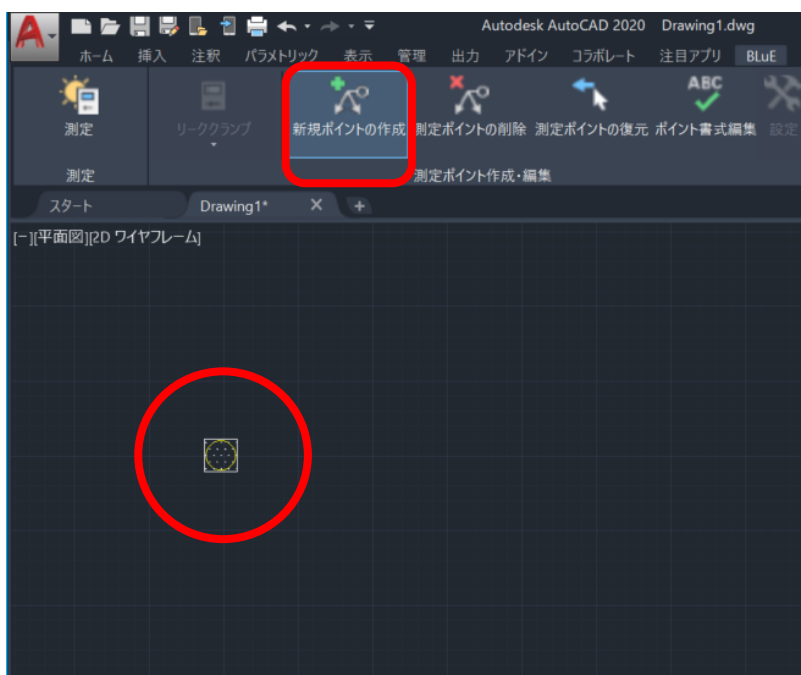 Autodesk AutoCAD 2020 Drawing1.dwg
ホーム 挿入 注釈 パラメトリック 表示 管理 出力 アドイン コラボレート 注目アプリ BLuE
ABC
測定 リーククランプ 新規ポイントの作成 測定ポイントの削除 測定ポイントの復元 ポイント書式編集 設定
測定 測定ポイント作成・編集
スタート Drawing1*
[−][平面図][2D ワイヤフレーム]